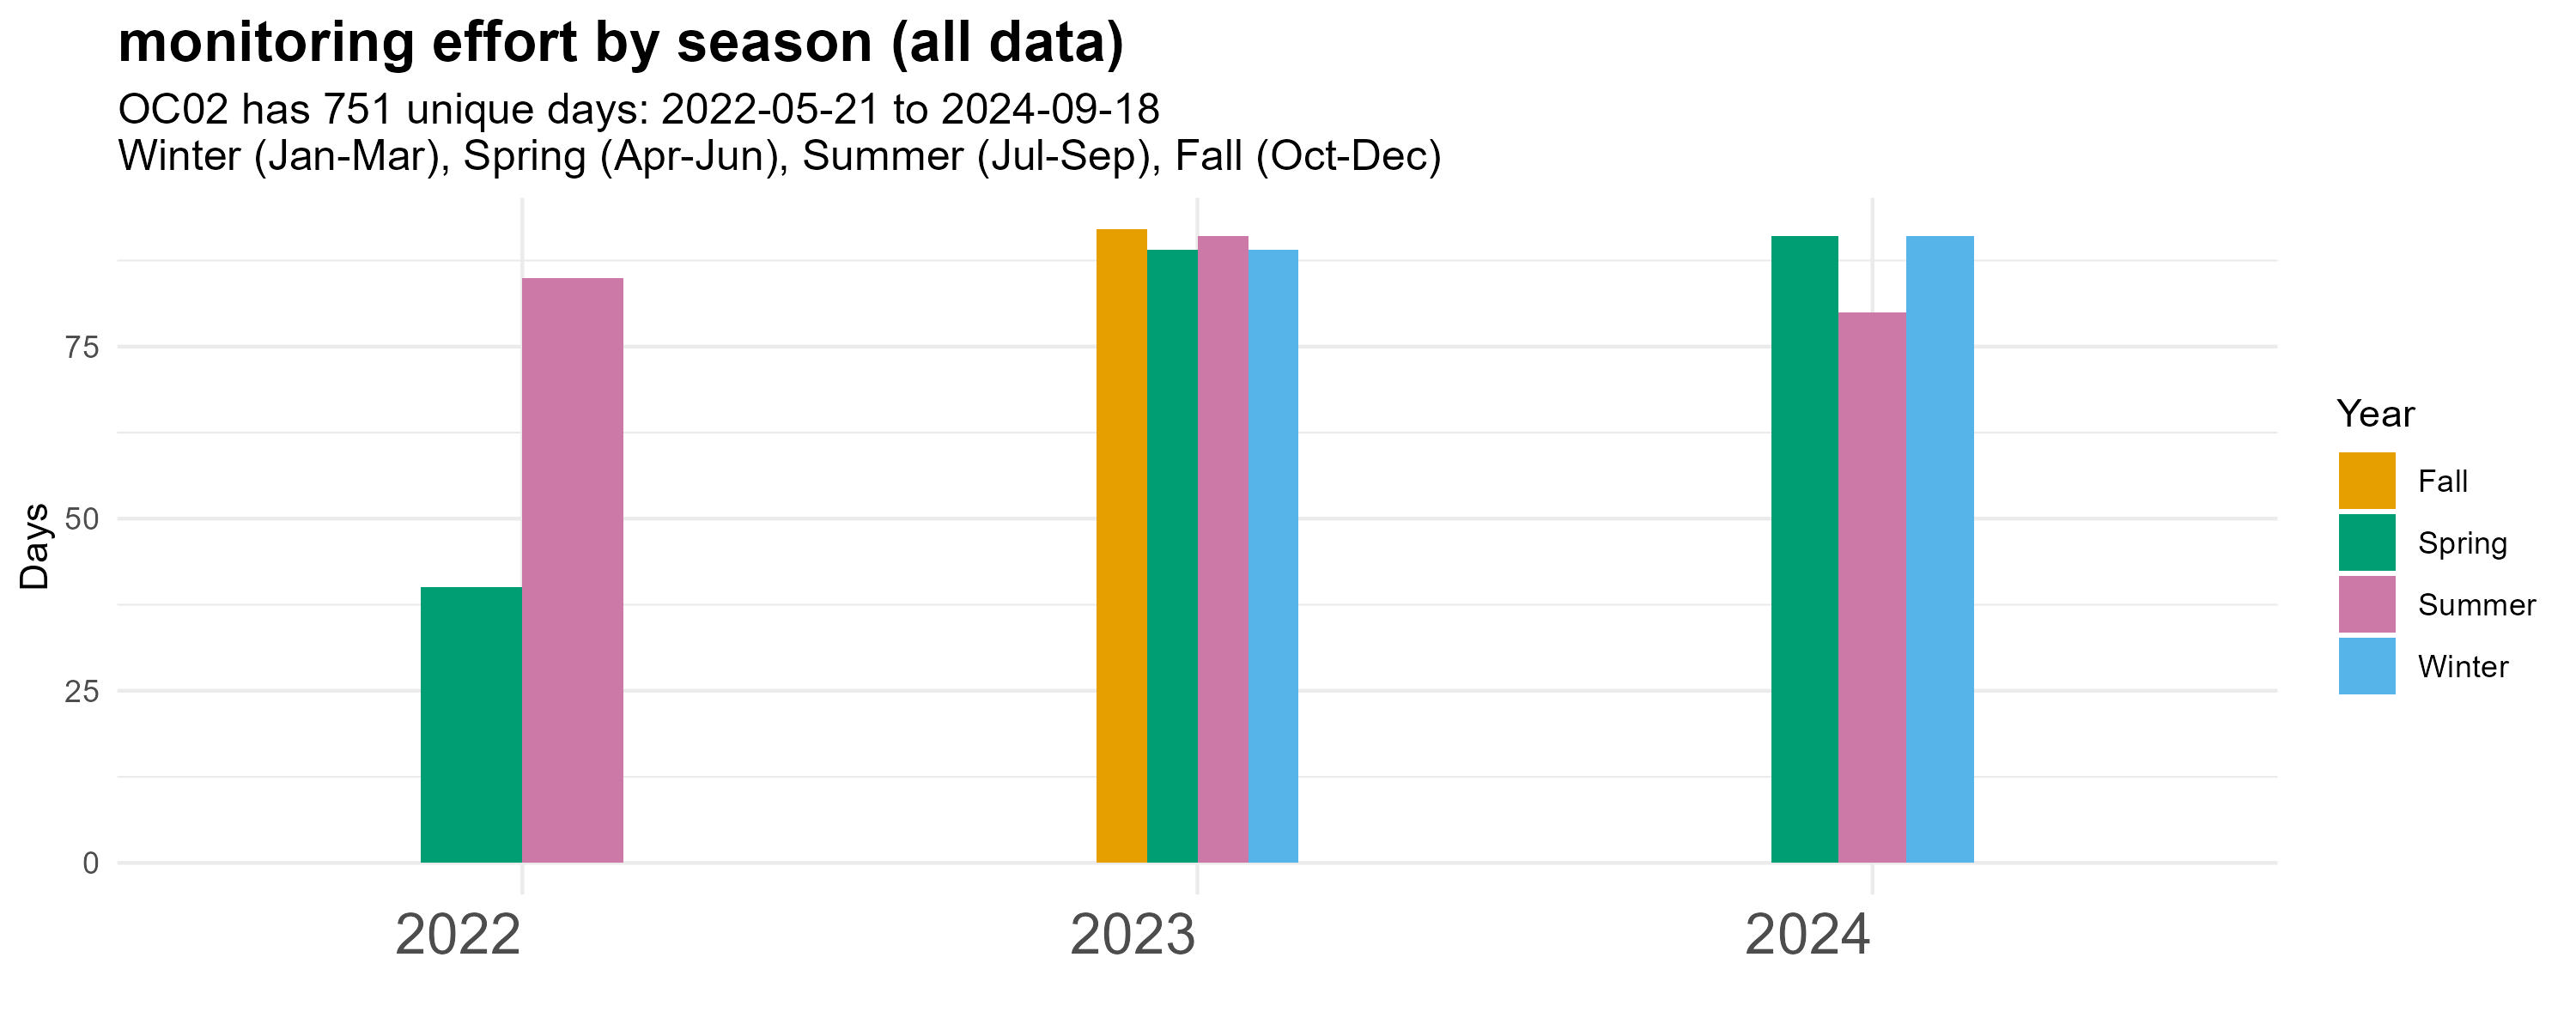 monitoring effort by season (all data)
OC02 has 751 unique days: 2022-05-21 to 2024-09-18
Winter (Jan-Mar), Spring (Apr-Jun), Summer (Jul-Sep), Fall (Oct-Dec)
Days
75
50
25
0
2022
2023
2024
Year
Fall
Spring
Summer
Winter